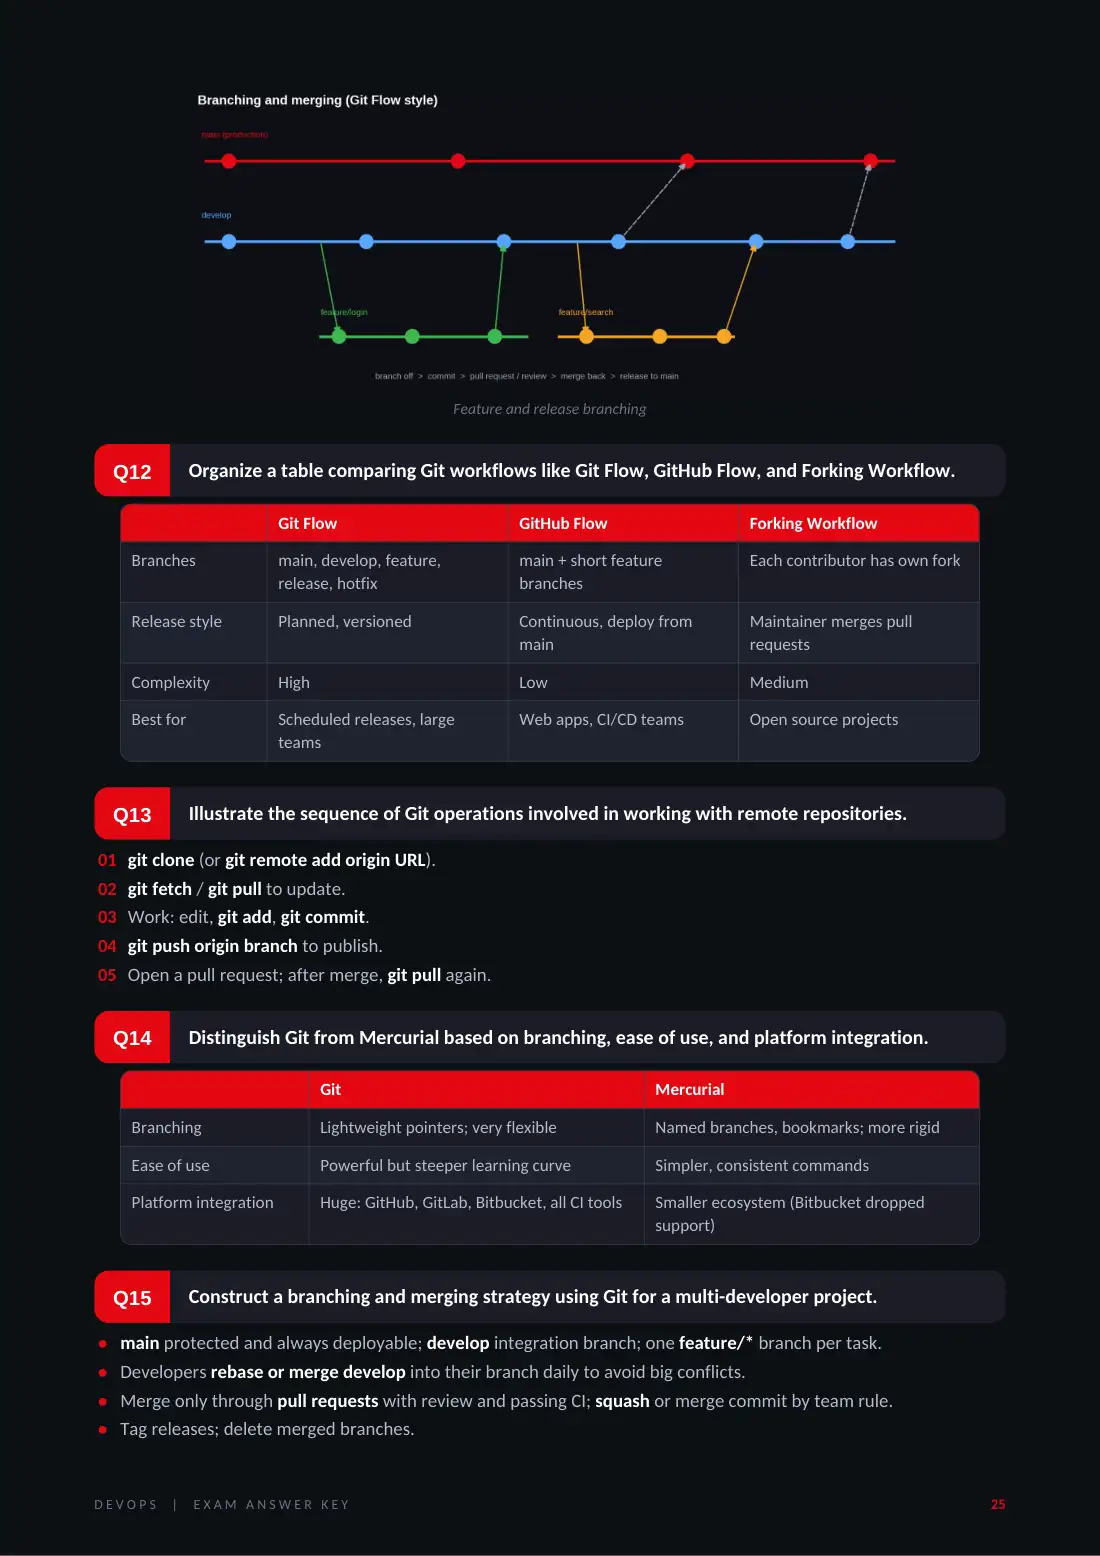 Branching and merging (Git Flow style)
main (production)
develop
feature/login
feature/search
branch off > commit > pull request / review > merge back > release to main
Feature and release branching
Q12 Organize a table comparing Git workflows like Git Flow, GitHub Flow, and Forking Workflow.
Git Flow GitHub Flow Forking Workflow
Branches main, develop, feature, main + short feature Each contributor has own fork
release, hotfix branches
Release style Planned, versioned Continuous, deploy from Maintainer merges pull
main requests
Complexity High Low Medium
Best for Scheduled releases, large Web apps, CI/CD teams Open source projects
teams
Q13 Illustrate the sequence of Git operations involved in working with remote repositories.
01 git clone (or git remote add origin URL).
02 git fetch / git pull to update.
03 Work: edit, git add, git commit.
04 git push origin branch to publish.
05 Open a pull request; after merge, git pull again.
Q14 Distinguish Git from Mercurial based on branching, ease of use, and platform integration.
Git Mercurial
Branching Lightweight pointers; very flexible Named branches, bookmarks; more rigid
Ease of use Powerful but steeper learning curve Simpler, consistent commands
Platform integration Huge: GitHub, GitLab, Bitbucket, all CI tools Smaller ecosystem (Bitbucket dropped
support)
Q15 Construct a branching and merging strategy using Git for a multi-developer project.
• main protected and always deployable; develop integration branch; one feature/* branch per task.
• Developers rebase or merge develop into their branch daily to avoid big conflicts.
• Merge only through pull requests with review and passing CI; squash or merge commit by team rule.
• Tag releases; delete merged branches.
DEVOPS | EXAM ANSWER KEY 25